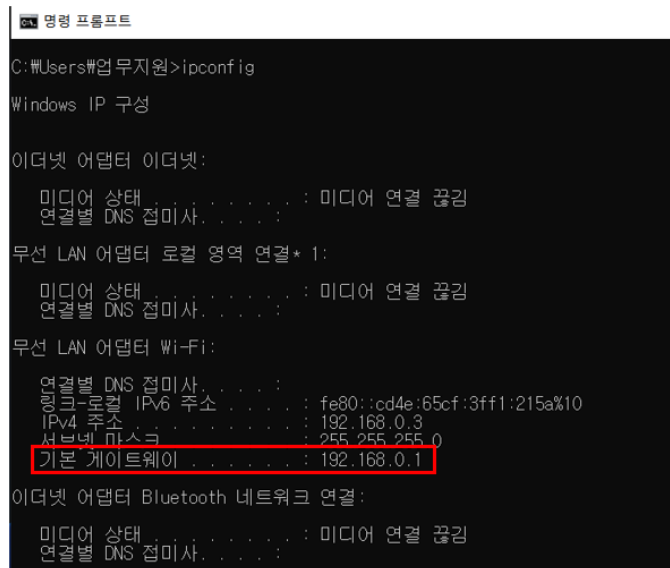 명령 프롬프트
C:₩Users₩업무지원>ipconfig
Windows IP 구성
이더넷 어댑터 이더넷:
미디어 상태 . . . . . . . . : 미디어 연결 끊김
연결별 DNS 접미사. . . . :
무선 LAN 어댑터 로컬 영역 연결* 1:
미디어 상태 . . . . . . . . : 미디어 연결 끊김
연결별 DNS 접미사. . . . :
무선 LAN 어댑터 Wi-Fi:
연결별 DNS 접미사. . . . :
링크-로컬 IPv6 주소 . . . . : fe80::cd4e:65cf:3ff1:215a%10
IPv4 주소 . . . . . . . . . : 192.168.0.3
서브넷 마스크 . . . . . . . : 255.255.255.0
기본 게이트웨이 . . . . . . : 192.168.0.1
이더넷 어댑터 Bluetooth 네트워크 연결:
미디어 상태 . . . . . . . . : 미디어 연결 끊김
연결별 DNS 접미사. . . . :